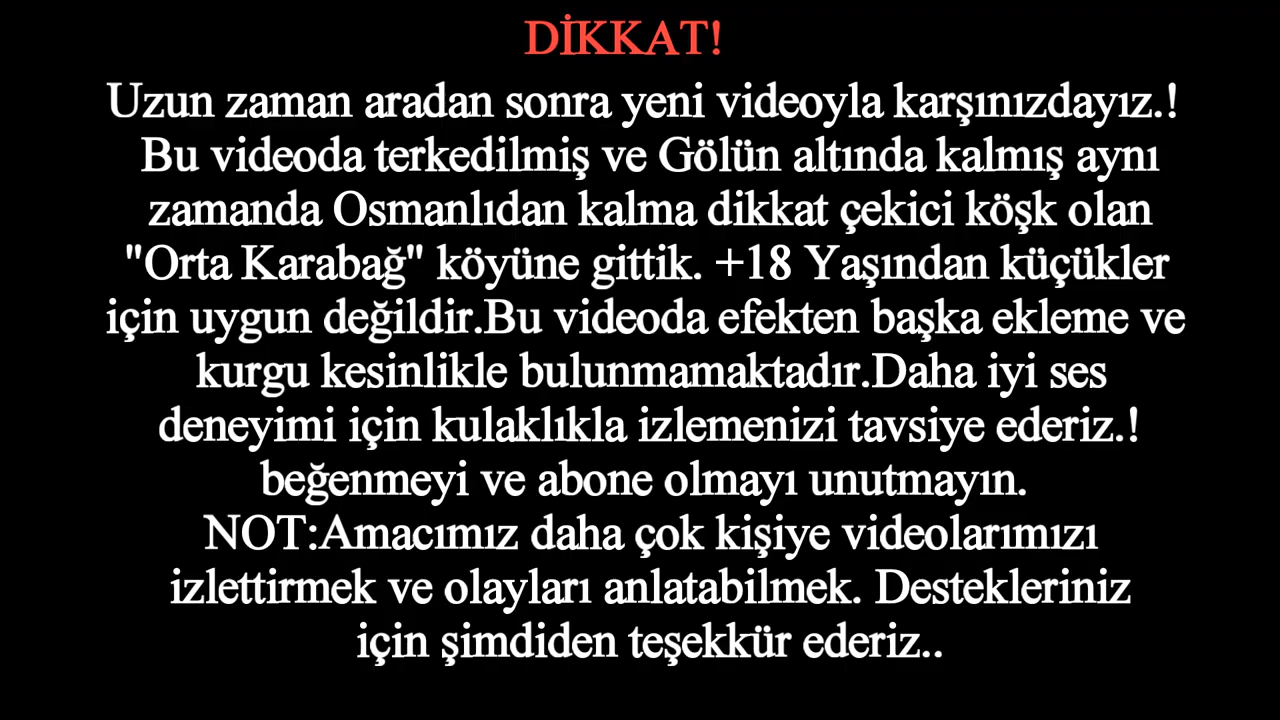 DİKKAT!
Uzun zaman aradan sonra yeni videoyla karşınızdayız.!
Bu videoda terkedilmiş ve Gölün altında kalmış aynı
zamanda Osmanlıdan kalma dikkat çekici köşk olan
"Orta Karabağ" köyüne gittik. +18 Yaşından küçükler
için uygun değildir.Bu videoda efekten başka ekleme ve
kurgu kesinlikle bulunmamaktadır.Daha iyi ses
deneyimi için kulaklıkla izlemenizi tavsiye ederiz.!
beğenmeyi ve abone olmayı unutmayın.
NOT:Amacımız daha çok kişiye videolarımızı
izlettirmek ve olayları anlatabilmek. Destekleriniz
için şimdiden teşekkür ederiz..